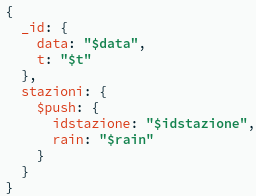 {
  _id: {
    data: "$data",
    t: "$t"
  },
  stazioni: {
    $push: {
      idstazione: "$idstazione",
      rain: "$rain"
    }
  }
}